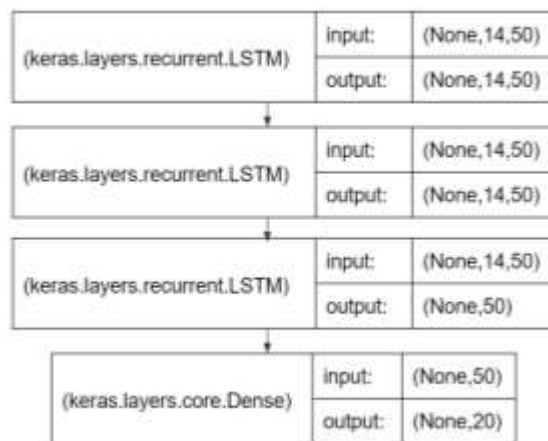 (keras.layers.recurrent.LSTM) input: (None,14,50)
output: (None,14,50)
(keras.layers.recurrent.LSTM) input: (None,14,50)
output: (None,14,50)
(keras.layers.recurrent.LSTM) input: (None,14,50)
output: (None,50)
(keras.layers.core.Dense) input: (None,50)
output: (None,20)